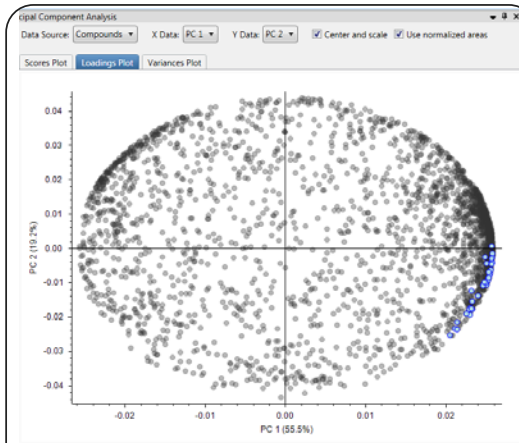 cipal Component Analysis
Data Source: Compounds X Data: PC 1 Y Data: PC 2 Center and scale Use normalized areas
Scores Plot Loadings Plot Variances Plot
0.04
0.03
0.02
0.01
0.00
-0.01
-0.02
-0.03
-0.04
PC 2 (19.2%)
-0.02 -0.01 0.00 0.01 0.02
PC 1 (55.5%)